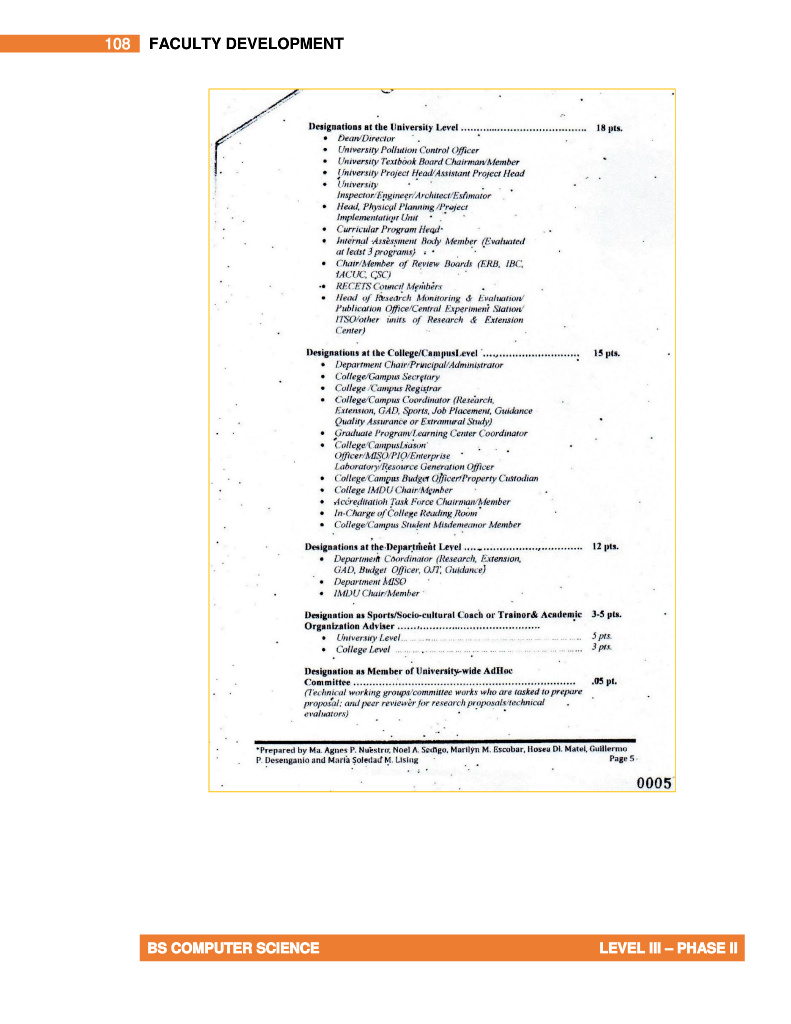 108 FACULTY DEVELOPMENT
Designations at the University Level ........................................... 18 pts.
• Dean/Director
• University Pollution Control Officer
• University Textbook Board Chairman/Member
• University Project Head/Assistant Project Head
• University
Inspector/Engineer/Architect/Estimator
• Head, Physical Planning /Project
Implementation Unit
• Curricular Program Head
• Internal Assessment Body Member (Evaluated
at least 3 programs)
• Chair/Member of Review Boards (ERB, IBC,
IACUC, CSC)
• RECETS Council Members
• Head of Research Monitoring & Evaluation/
Publication Office/Central Experiment Station/
ITSO/other units of Research & Extension
Center)
Designations at the College/CampusLevel ................................ 15 pts.
• Department Chair/Principal/Administrator
• College/Campus Secretary
• College /Campus Registrar
• College/Campus Coordinator (Research,
Extension, GAD, Sports, Job Placement, Guidance
Quality Assurance or Extramural Study)
• Graduate Program/Learning Center Coordinator
• College/CampusLiaison
Officer/MISO/PIO/Enterprise
Laboratory/Resource Generation Officer
• College/Campus Budget Officer/Property Custodian
• College IMDU Chair/Member
• Accreditation Task Force Chairman/Member
• In-Charge of College Reading Room
• College/Campus Student Misdemeanor Member
Designations at the Department Level ........................................ 12 pts.
• Department Coordinator (Research, Extension,
GAD, Budget Officer, OJT, Guidance)
• Department MISO
• IMDU Chair/Member
Designation as Sports/Socio-cultural Coach or Trainor& Academic 3-5 pts.
Organization Adviser ................................................
• University Level ............................................................ 5 pts.
• College Level ............................................................ 3 pts.
Designation as Member of University-wide AdHoc
Committee ........................................................................... .05 pt.
(Technical working groups/committee works who are tasked to prepare
proposal; and peer reviewer for research proposals/technical
evaluators)
*Prepared by Ma. Agnes P. Nuestro, Noel A. Sedigo, Marilyn M. Escobar, Hosea Dl. Matel, Guillermo
P. Desenganio and Maria Soledad M. Lising Page 5
0005
BS COMPUTER SCIENCE LEVEL III – PHASE II